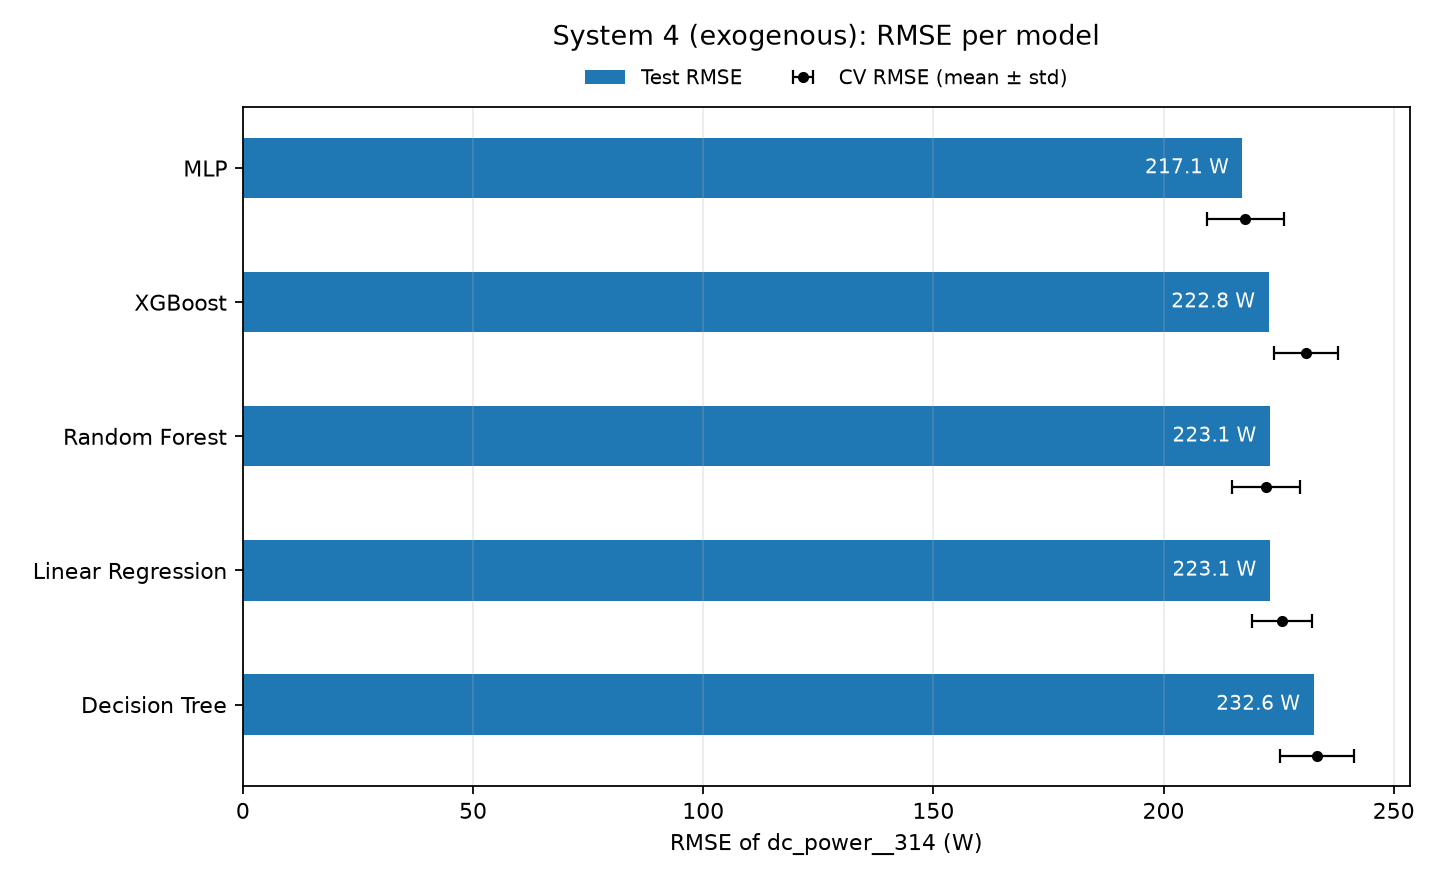 System 4 (exogenous): RMSE per model
Test RMSE CV RMSE (mean ± std)
MLP 217.1 W
XGBoost 222.8 W
Random Forest 223.1 W
Linear Regression 223.1 W
Decision Tree 232.6 W
0 50 100 150 200 250
RMSE of dc_power__314 (W)